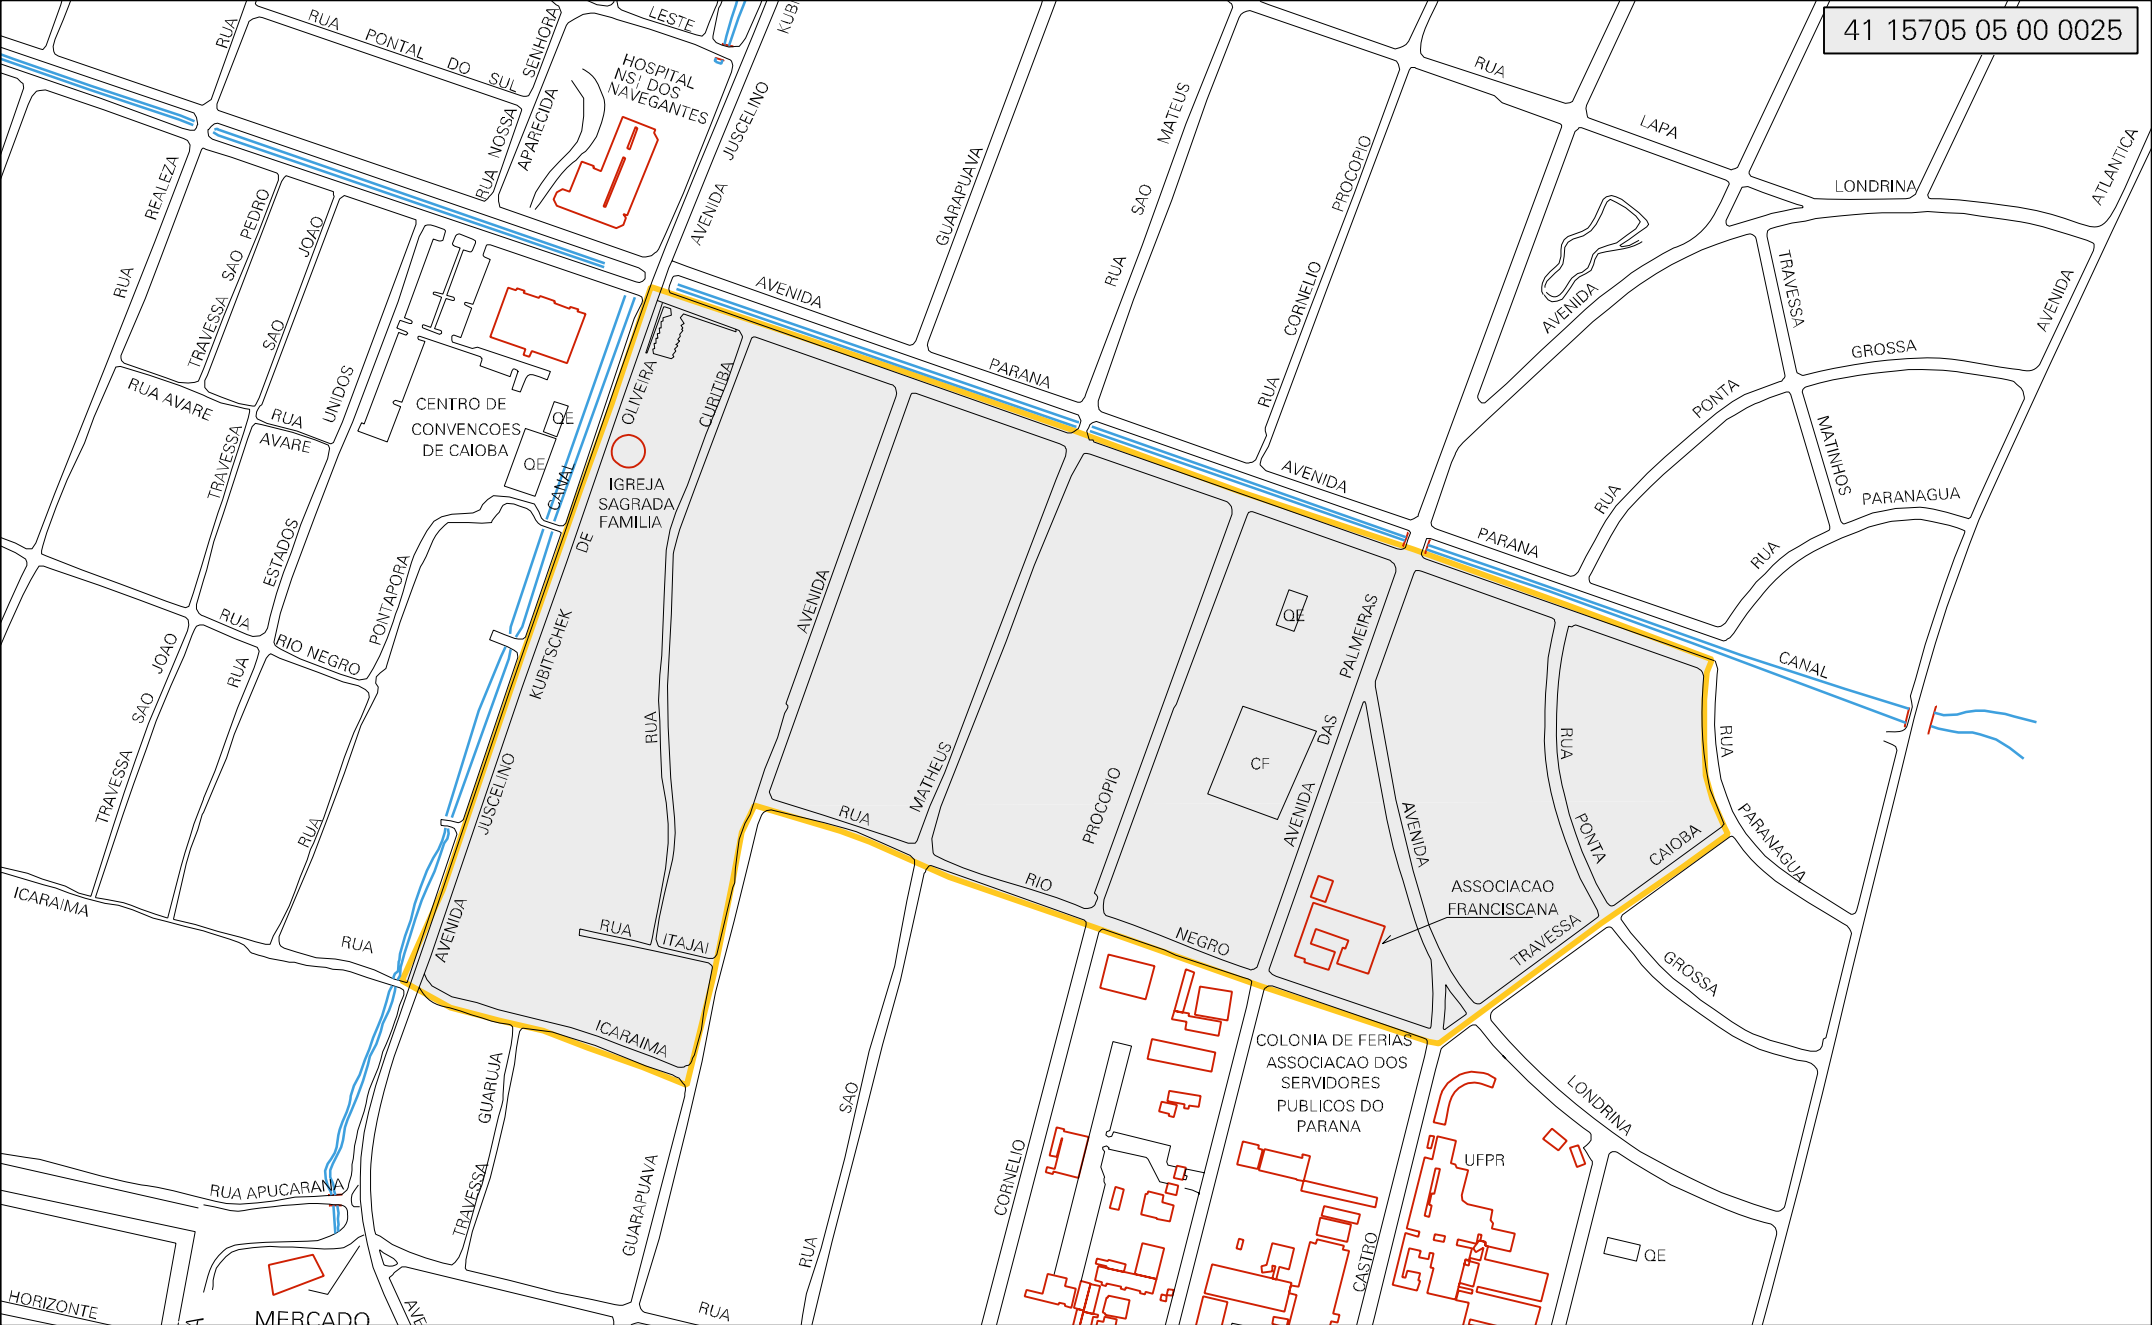 41 15705 05 00 0025
RUA
RUA
PONTAL
DO
SUL
SENHORA
LESTE
KUBI
HOSPITAL
NS! DOS
NAVEGANTES
RUA NOSSA
APARECIDA
AVENIDA
JUSCELINO
GUARAPUAVA
RUA
SAO
MATEUS
RUA
CORNELIO
PROCOPIO
RUA
LAPA
LONDRINA
AVENIDA
ATLANTICA
RUA
REALEZA
TRAVESSA
SAO
PEDRO
SAO
JOAO
RUA AVARE
RUA
AVARE
UNIDOS
ESTADOS
TRAVESSA
CENTRO DE
CONVENCOES
DE CAIOBA
QE
QE
CANAL
AVENIDA
PARANA
AVENIDA
PARANA
CANAL
AVENIDA
TRAVESSA
MATINHOS
GROSSA
PONTA
RUA
PARANAGUA
RUA
OLIVEIRA
DE
KUBITSCHEK
JUSCELINO
AVENIDA
CURITIBA
RUA
IGREJA
SAGRADA
FAMILIA
AVENIDA
MATHEUS
PROCOPIO
QE
CF
PALMEIRAS
DAS
AVENIDA
AVENIDA
RUA
PONTA
CAIOBA
TRAVESSA
RUA
PARANAGUA
GROSSA
LONDRINA
ASSOCIACAO
FRANCISCANA
RUA
RIO
NEGRO
RUA
ITAJAI
ICARAIMA
RUA
RIO NEGRO
PONTAPORA
RUA
RUA
TRAVESSA
SAO
JOAO
ICARAIMA
RUA
RUA APUCARANA
TRAVESSA
GUARUJA
GUARAPUAVA
RUA
SAO
CORNELIO
CASTRO
COLONIA DE FERIAS
ASSOCIACAO DOS
SERVIDORES
PUBLICOS DO
PARANA
UFPR
QE
RUA
HORIZONTE
A
MERCADO
AVE